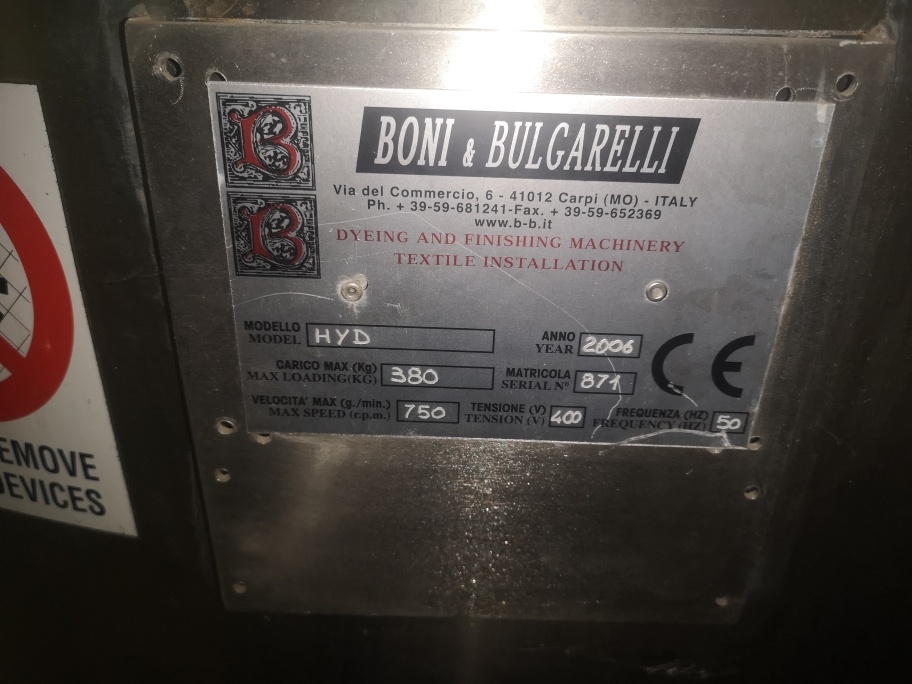 B
B
BONI & BULGARELLI
Via del Commercio, 6 - 41012 Carpi (MO) - ITALY
Ph. + 39-59-681241-Fax. + 39-59-652369
www.b-b.it
DYEING AND FINISHING MACHINERY
TEXTILE INSTALLATION
MODELLO
MODEL HYD
ANNO
YEAR 2006
CE
CARICO MAX (Kg)
MAX LOADING(KG) 380
MATRICOLA
SERIAL Nº 871
VELOCITA' MAX (g./min.)
MAX SPEED (r.p.m.) 750
TENSIONE (V)
TENSION (V) 400
FREQUENZA (HZ)
FREQUENCY (HZ) 50